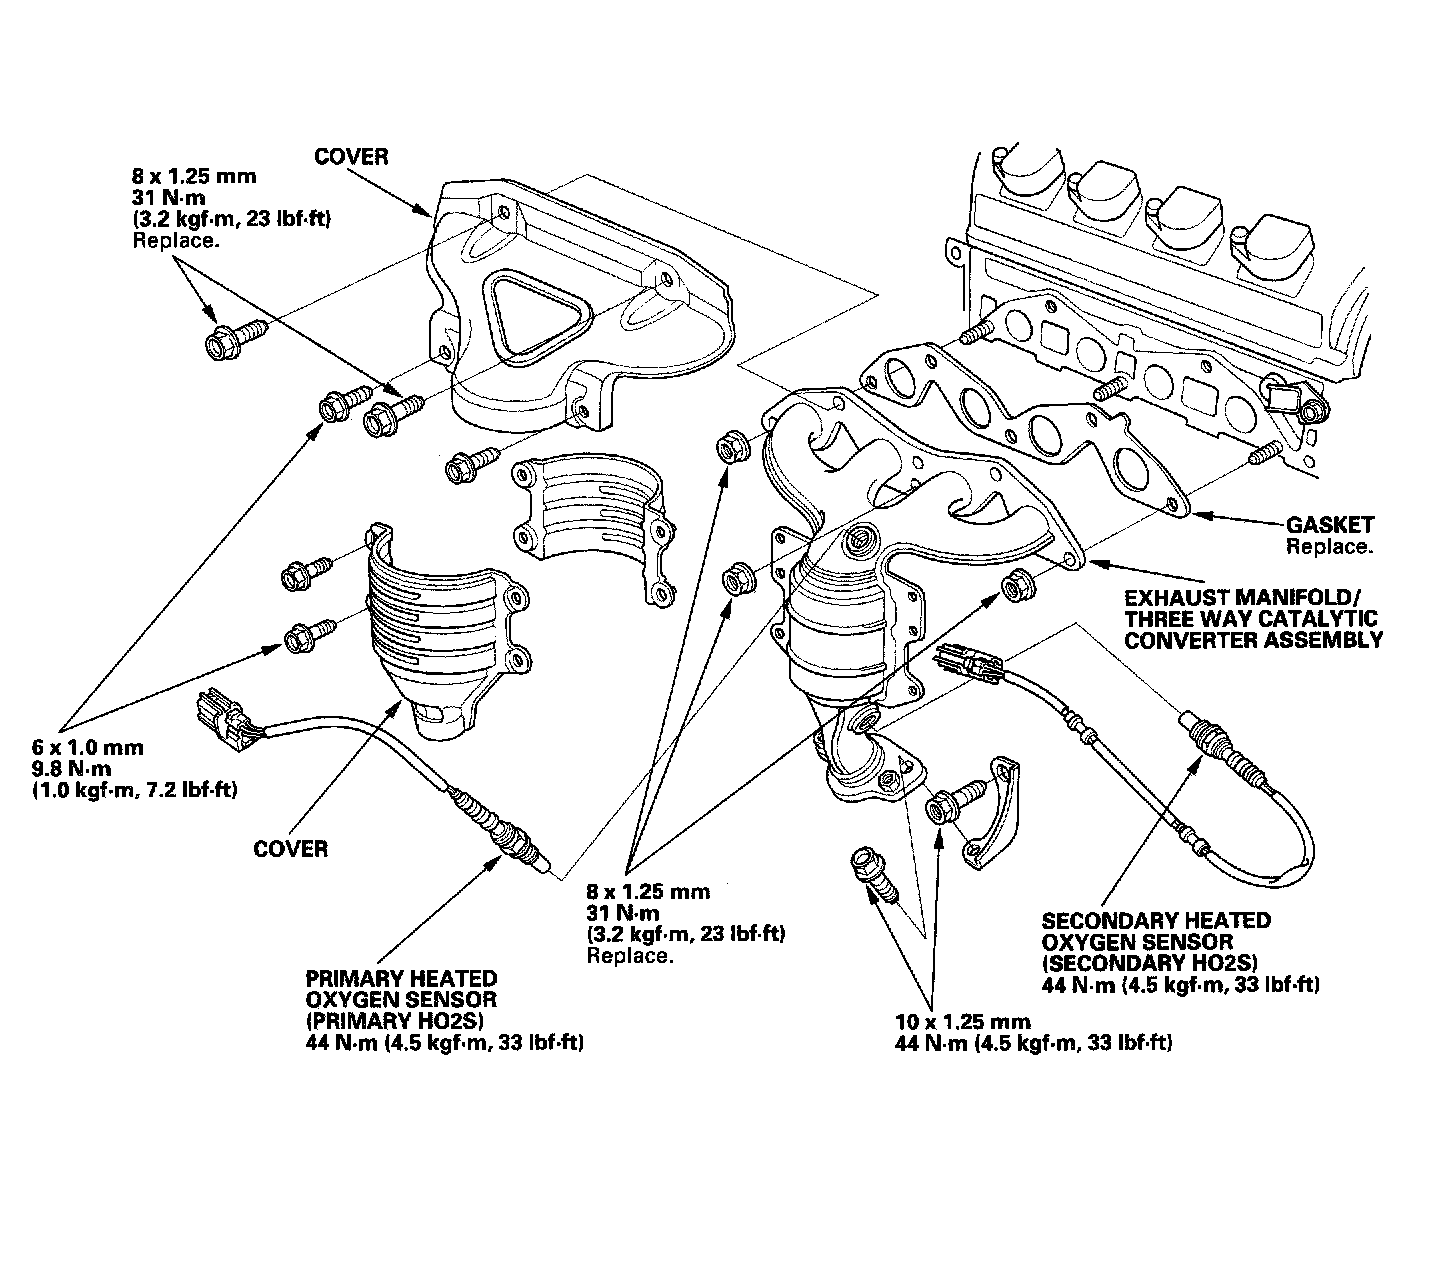 COVER
8 x 1.25 mm
31 N·m
(3.2 kgf·m, 23 lbf·ft)
Replace.
GASKET
Replace.
EXHAUST MANIFOLD/
THREE WAY CATALYTIC
CONVERTER ASSEMBLY
6 x 1.0 mm
9.8 N·m
(1.0 kgf·m, 7.2 lbf·ft)
COVER
8 x 1.25 mm
31 N·m
(3.2 kgf·m, 23 lbf·ft)
Replace.
SECONDARY HEATED
OXYGEN SENSOR
(SECONDARY HO2S)
44 N·m (4.5 kgf·m, 33 lbf·ft)
PRIMARY HEATED
OXYGEN SENSOR
(PRIMARY HO2S)
44 N·m (4.5 kgf·m, 33 lbf·ft)
10 x 1.25 mm
44 N·m (4.5 kgf·m, 33 lbf·ft)